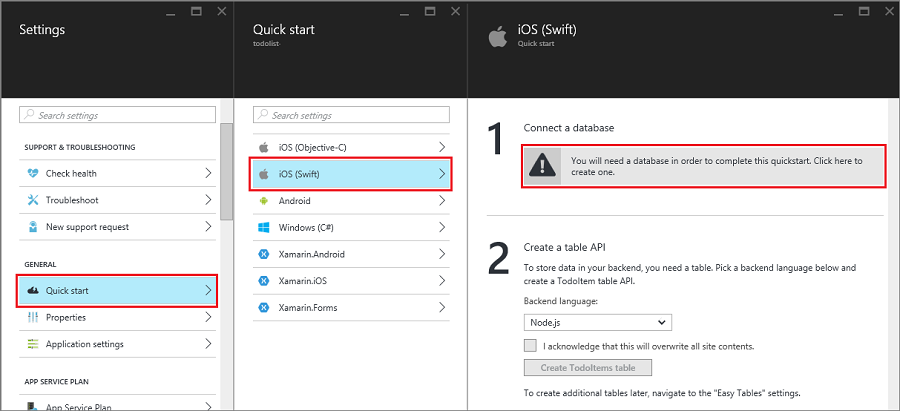 Settings
Search settings
SUPPORT & TROUBLESHOOTING
Check health
Troubleshoot
New support request
GENERAL
Quick start
Properties
Application settings
APP SERVICE PLAN
App Service Plan
Quick start
todolist-
Search settings
iOS (Objective-C)
iOS (Swift)
Android
Windows (C#)
Xamarin.Android
Xamarin.iOS
Xamarin.Forms
iOS (Swift)
Quick start
1
Connect a database
You will need a database in order to complete this quickstart. Click here to
create one.
2
Create a table API
To store data in your backend, you need a table. Pick a backend language below and
create a TodoItem table API.
Backend language:
Node.js
I acknowledge that this will overwrite all site contents.
Create TodoItems table
To create additional tables later, navigate to the "Easy Tables" settings.